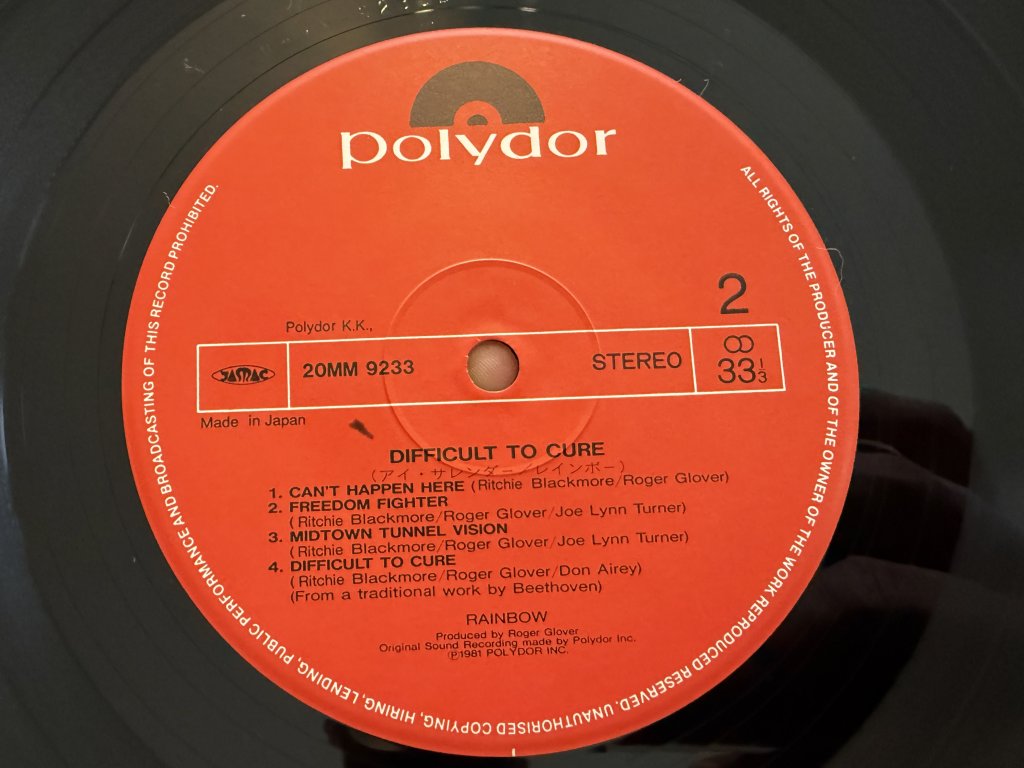 polydor
2
Polydor K.K.,
JASRAC
20MM 9233
STEREO
33 1/3
Made in Japan
DIFFICULT TO CURE
(アイ・サレンダー/レインボー)
1. CAN'T HAPPEN HERE (Ritchie Blackmore/Roger Glover)
2. FREEDOM FIGHTER
(Ritchie Blackmore/Roger Glover/Joe Lynn Turner)
3. MIDTOWN TUNNEL VISION
(Ritchie Blackmore/Roger Glover/Joe Lynn Turner)
4. DIFFICULT TO CURE
(Ritchie Blackmore/Roger Glover/Don Airey)
(From a traditional work by Beethoven)
RAINBOW
Produced by Roger Glover
Original Sound Recording made by Polydor Inc.
℗1981 POLYDOR INC.
ALL RIGHTS OF THE PRODUCER AND OF THE OWNER OF THE WORK REPRODUCED RESERVED. UNAUTHORISED COPYING, HIRING, LENDING, PUBLIC PERFORMANCE AND BROADCASTING OF THIS RECORD PROHIBITED.